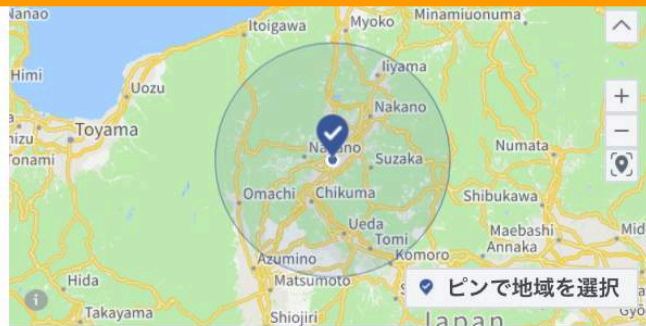 Nanao
Itoigawa
Myoko
Minamiuonuma
Himi
Uozu
Iiyama
Nakano
Toyama
Suzaka
Numata
Tonami
Omachi
Chikuma
Shibukawa
Ueda
Tomi
Maebashi
Annaka
Azumino
Komoro
Hida
Matsumoto
ピンで地域を選択
Takayama
Shiojiri
Japan